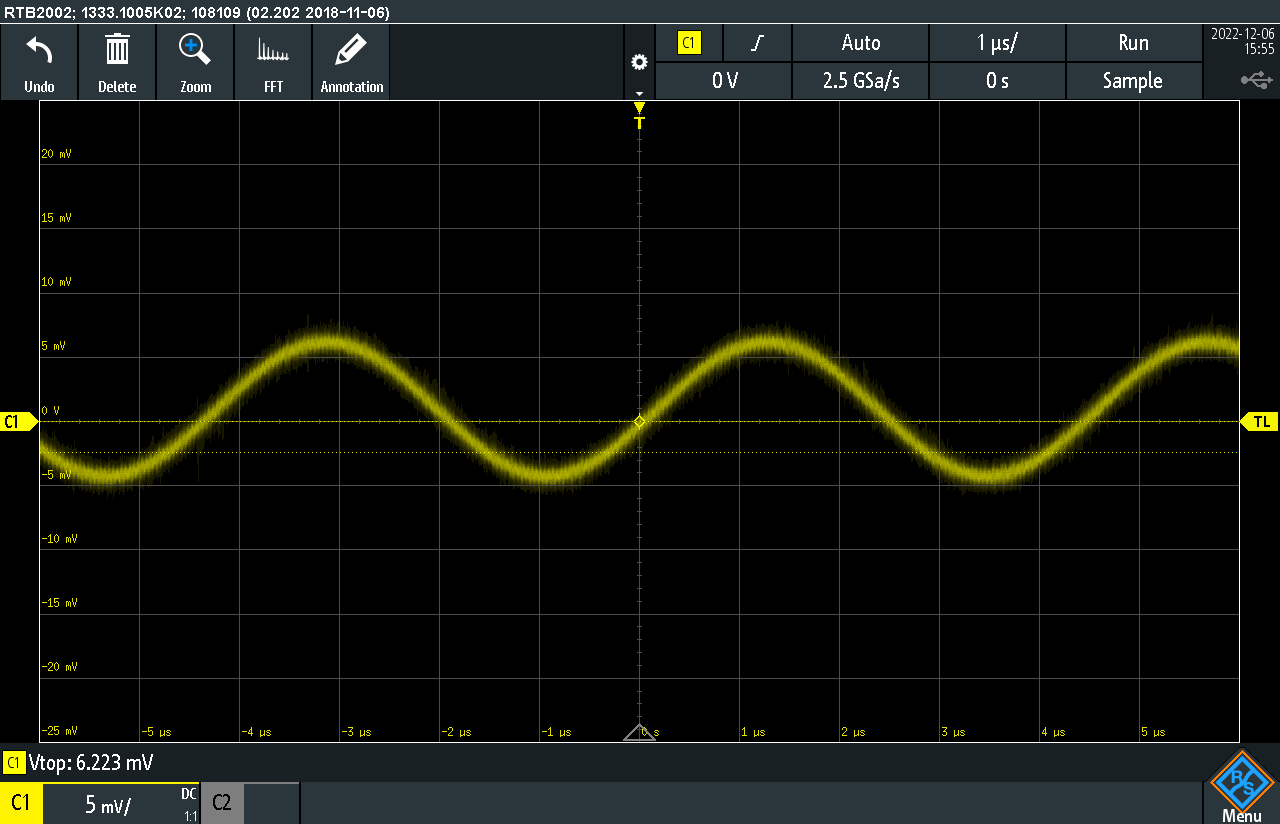 RTB2002; 1333.1005K02; 108109 (02.202 2018-11-06)
Undo Delete Zoom FFT Annotation
C1 Auto 1 µs/ Run
0 V 2.5 GSa/s 0 s Sample
2022-12-06
15:55
T
20 mV
15 mV
10 mV
5 mV
0 V
C1 TL
-5 mV
-10 mV
-15 mV
-20 mV
-25 mV
-5 µs -4 µs -3 µs -2 µs -1 µs 0 s 1 µs 2 µs 3 µs 4 µs 5 µs
C1 Vtop: 6.223 mV
C1 5 mV/ DC 1:1 C2
R S
Menu